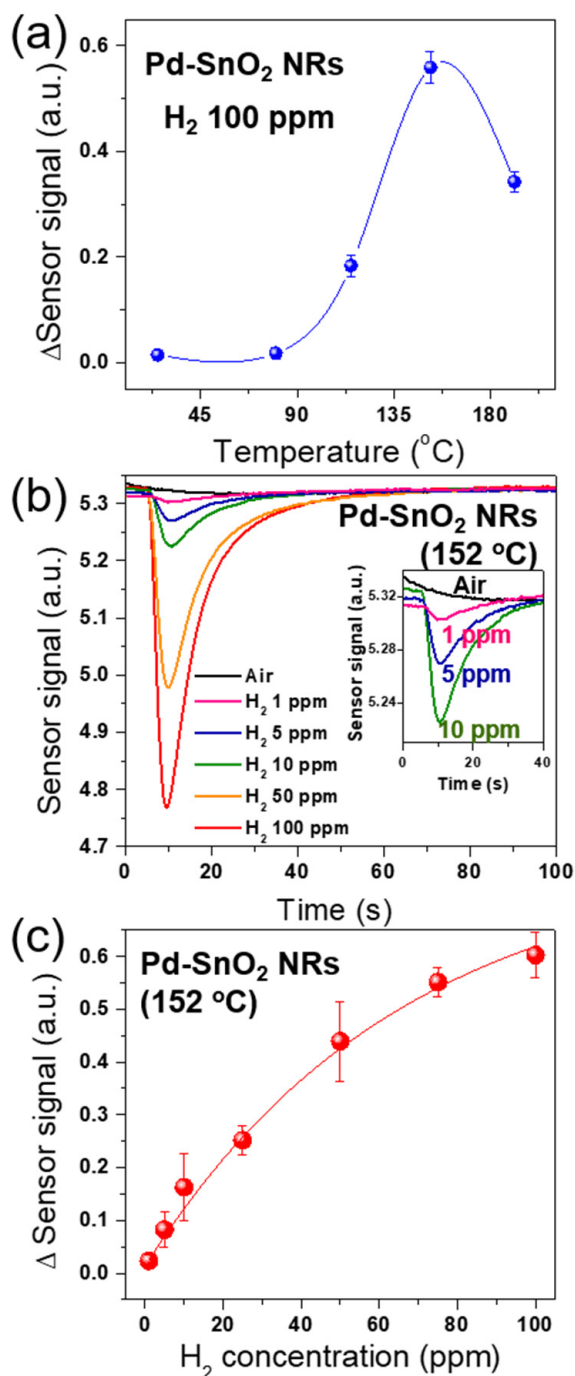 (a)
0.6
0.4
0.2
0.0
ΔSensor signal (a.u.)
Pd-SnO₂ NRs
H₂ 100 ppm
45 90 135 180
Temperature (°C)
(b)
5.3
5.2
5.1
5.0
4.9
4.8
4.7
Sensor signal (a.u.)
Pd-SnO₂ NRs
(152 °C)
Air
H₂ 1 ppm
H₂ 5 ppm
H₂ 10 ppm
H₂ 50 ppm
H₂ 100 ppm
5.32
5.28
5.24
Sensor signal (a.u.)
Air
1 ppm
5 ppm
10 ppm
0 10 20 30 40
Time (s)
0 20 40 60 80 100
Time (s)
(c)
0.6
0.5
0.4
0.3
0.2
0.1
0.0
Δ Sensor signal (a.u.)
Pd-SnO₂ NRs
(152 °C)
0 20 40 60 80 100
H₂ concentration (ppm)